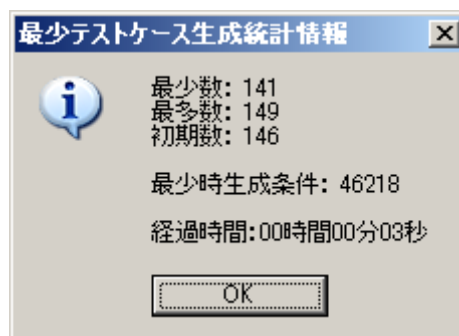 最少テストケース生成統計情報
最少数: 141
最多数: 149
初期数: 146
最少時生成条件: 46218
経過時間:00時間00分03秒
OK